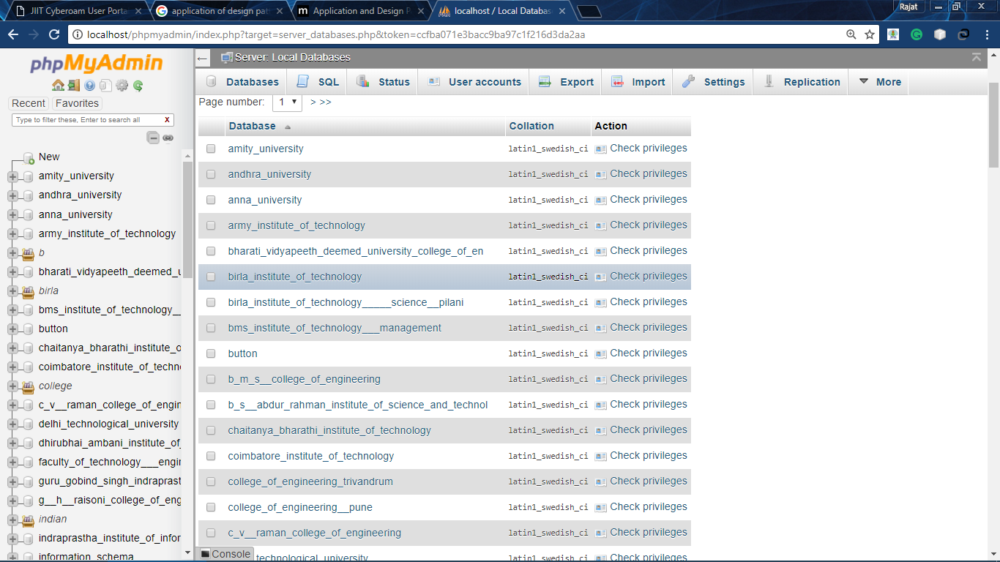 JIIT Cyberoam User Porta
application of design pat
Application and Design P
localhost / Local Databas
Rajat
localhost/phpmyadmin/index.php?target=server_databases.php&token=ccfba071e3bacc9ba97c1f216d3da2aa
phpMyAdmin
Recent Favorites
Type to filter these, Enter to search all X
New
amity_university
andhra_university
anna_university
army_institute_of_technology
b
bharati_vidyapeeth_deemed_u
birla
bms_institute_of_technology__
button
chaitanya_bharathi_institute_o
coimbatore_institute_of_techn
college
c_v__raman_college_of_engin
delhi_technological_university
dhirubhai_ambani_institute_of_
faculty_of_technology___engir
guru_gobind_singh_indraprast
g__h__raisoni_college_of_eng
indian
indraprastha_institute_of_infor
information_schema
Server: Local Databases
Databases SQL Status User accounts Export Import Settings Replication More
Page number: 1 > >>
Database Collation Action
amity_university latin1_swedish_ci Check privileges
andhra_university latin1_swedish_ci Check privileges
anna_university latin1_swedish_ci Check privileges
army_institute_of_technology latin1_swedish_ci Check privileges
bharati_vidyapeeth_deemed_university_college_of_en latin1_swedish_ci Check privileges
birla_institute_of_technology latin1_swedish_ci Check privileges
birla_institute_of_technology_____science__pilani latin1_swedish_ci Check privileges
bms_institute_of_technology___management latin1_swedish_ci Check privileges
button latin1_swedish_ci Check privileges
b_m_s__college_of_engineering latin1_swedish_ci Check privileges
b_s__abdur_rahman_institute_of_science_and_technol latin1_swedish_ci Check privileges
chaitanya_bharathi_institute_of_technology latin1_swedish_ci Check privileges
coimbatore_institute_of_technology latin1_swedish_ci Check privileges
college_of_engineering_trivandrum latin1_swedish_ci Check privileges
college_of_engineering__pune latin1_swedish_ci Check privileges
c_v__raman_college_of_engineering latin1_swedish_ci Check privileges
technological_university latin1_swedish_ci Check privileges
Console